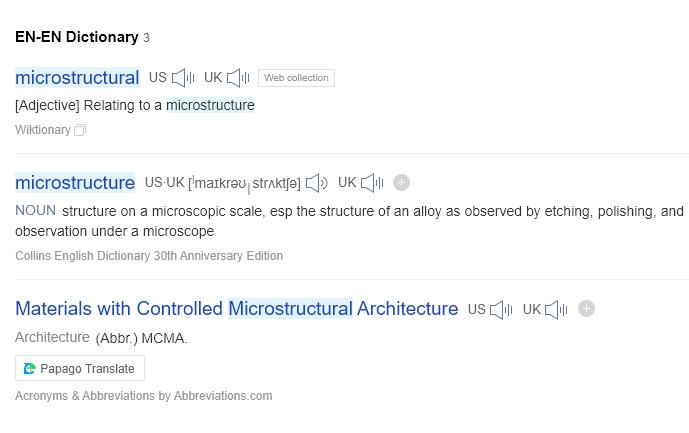 EN-EN Dictionary 3
microstructural US UK Web collection
[Adjective] Relating to a microstructure
Wiktionary
microstructure US·UK [ˈmaɪkrəʊˌstrʌktʃə] UK
NOUN structure on a microscopic scale, esp the structure of an alloy as observed by etching, polishing, and
observation under a microscope
Collins English Dictionary 30th Anniversary Edition
Materials with Controlled Microstructural Architecture US UK
Architecture (Abbr.) MCMA.
Papago Translate
Acronyms & Abbreviations by Abbreviations.com